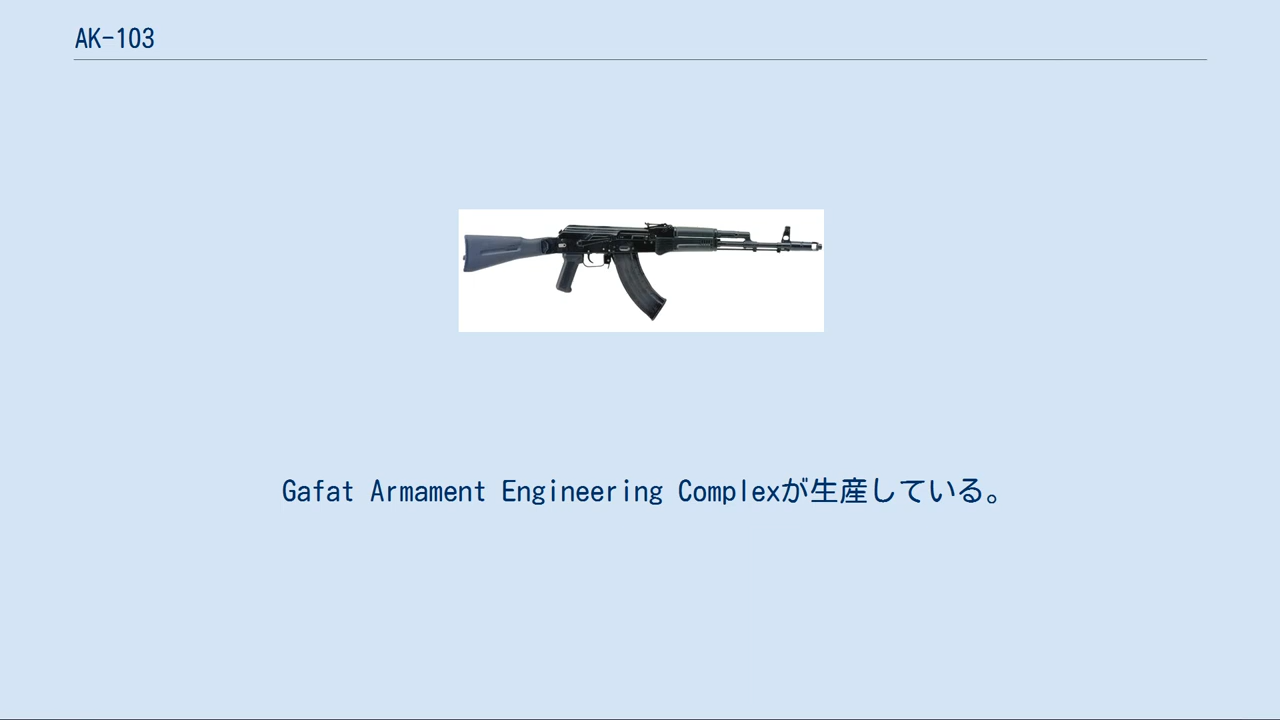 AK-103
Gafat Armament Engineering Complexが生産している。